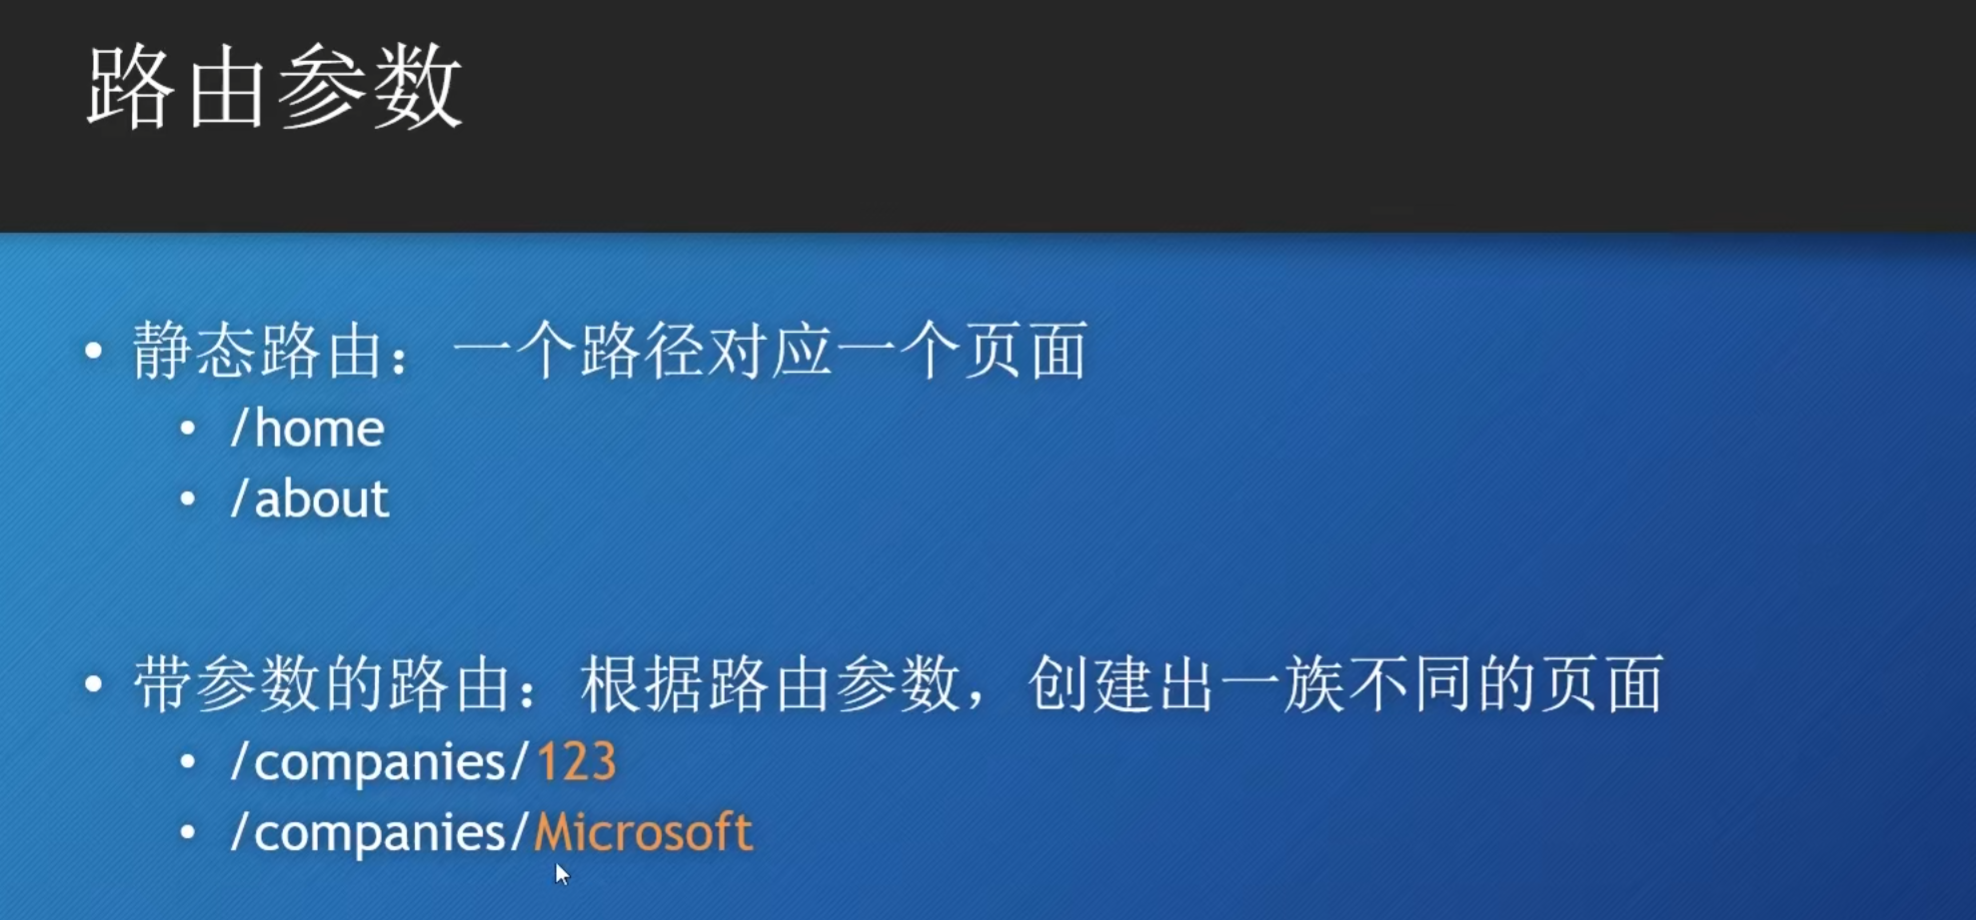 路由参数
• 静态路由：一个路径对应一个页面
• /home
• /about
• 带参数的路由：根据路由参数，创建出一族不同的页面
• /companies/123
• /companies/Microsoft